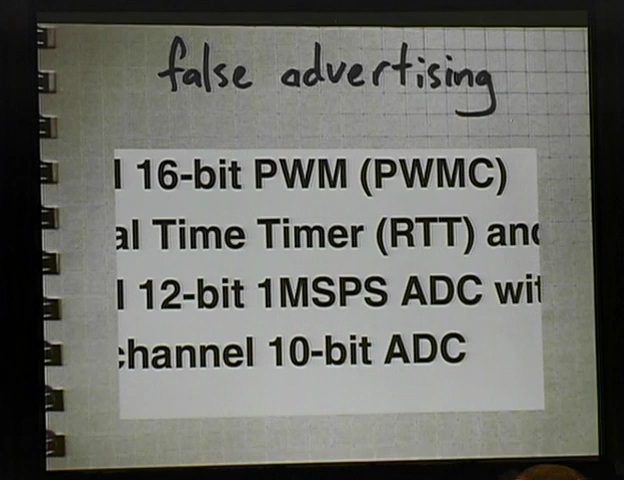 false advertising
l 16-bit PWM (PWMC)
al Time Timer (RTT) and
l 12-bit 1MSPS ADC wit
channel 10-bit ADC